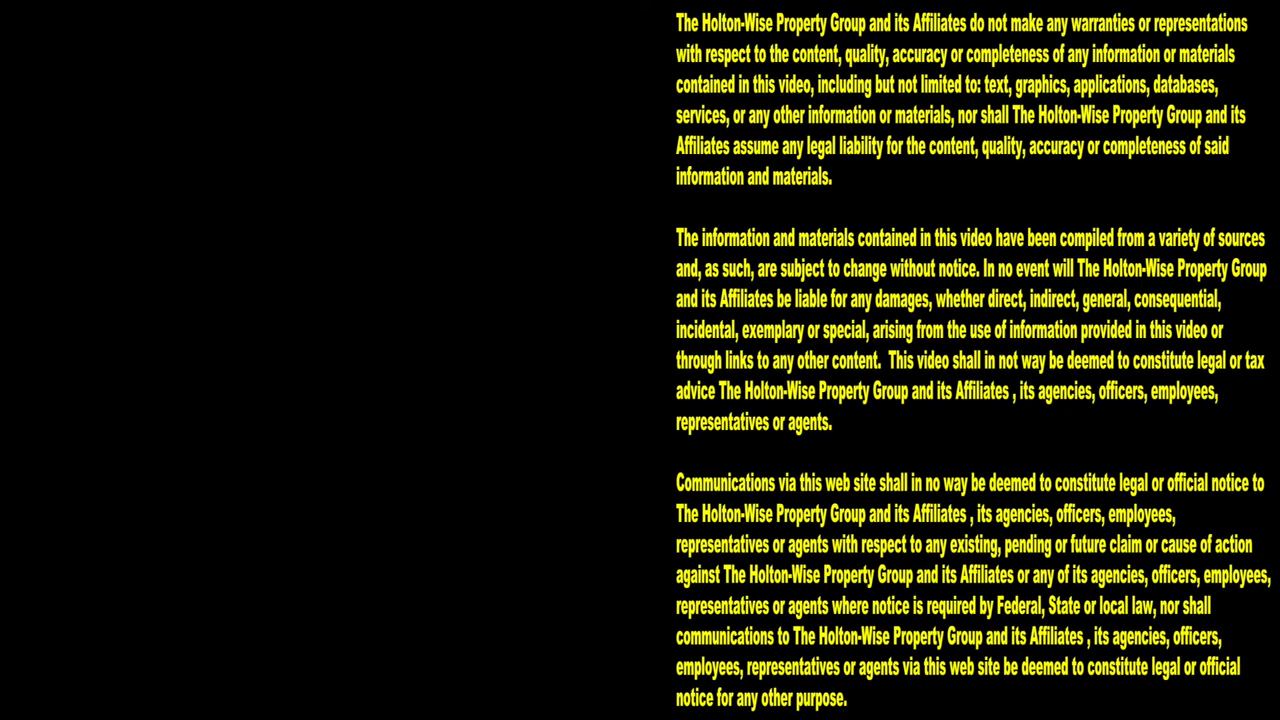 The Holton-Wise Property Group and its Affiliates do not make any warranties or representations
with respect to the content, quality, accuracy or completeness of any information or materials
contained in this video, including but not limited to: text, graphics, applications, databases,
services, or any other information or materials, nor shall The Holton-Wise Property Group and its
Affiliates assume any legal liability for the content, quality, accuracy or completeness of said
information and materials.
The information and materials contained in this video have been compiled from a variety of sources
and, as such, are subject to change without notice. In no event will The Holton-Wise Property Group
and its Affiliates be liable for any damages, whether direct, indirect, general, consequential,
incidental, exemplary or special, arising from the use of information provided in this video or
through links to any other content.  This video shall in not way be deemed to constitute legal or tax
advice The Holton-Wise Property Group and its Affiliates , its agencies, officers, employees,
representatives or agents.
Communications via this web site shall in no way be deemed to constitute legal or official notice to
The Holton-Wise Property Group and its Affiliates , its agencies, officers, employees,
representatives or agents with respect to any existing, pending or future claim or cause of action
against The Holton-Wise Property Group and its Affiliates or any of its agencies, officers, employees,
representatives or agents where notice is required by Federal, State or local law, nor shall
communications to The Holton-Wise Property Group and its Affiliates , its agencies, officers,
employees, representatives or agents via this web site be deemed to constitute legal or official
notice for any other purpose.